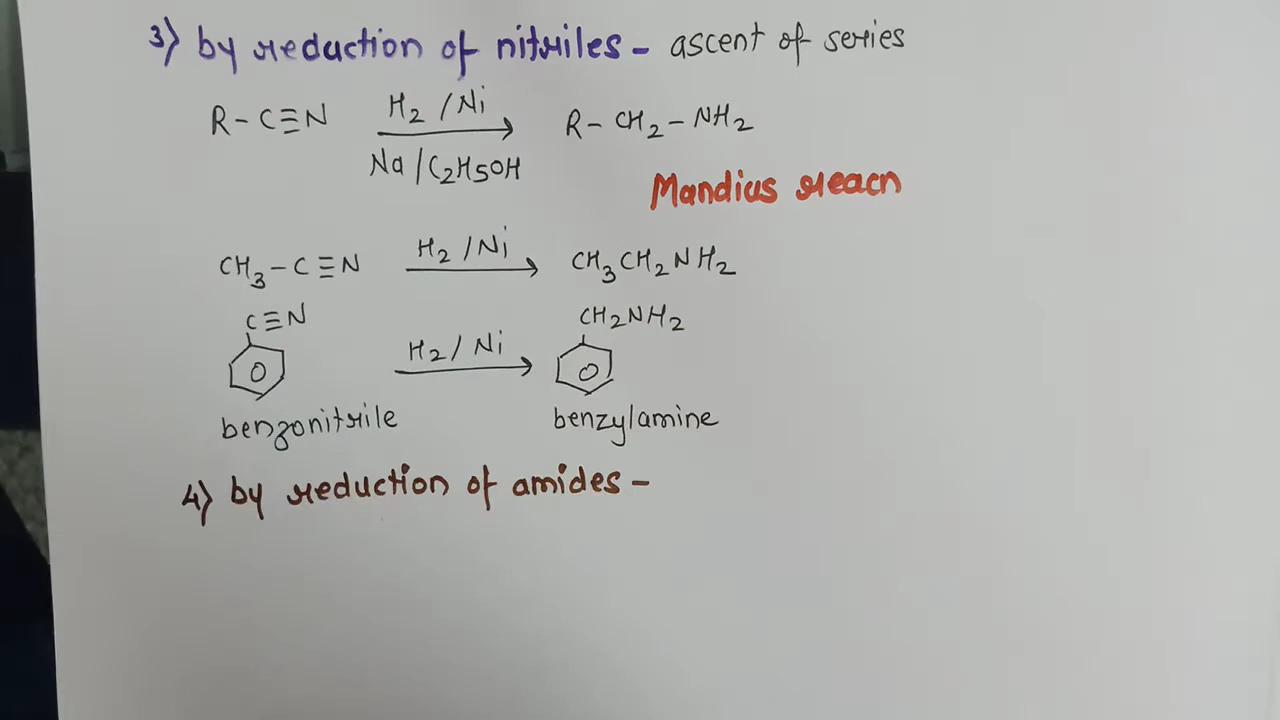 3) by reduction of nitriles - ascent of series
R - C≡N H2 /Ni R - CH2 - NH2
Na /C2H5OH
Mandius reacn
CH3 - C≡N H2 /Ni CH3CH2NH2
C≡N CH2NH2
H2 / Ni
benzonitrile benzylamine
4) by reduction of amides -